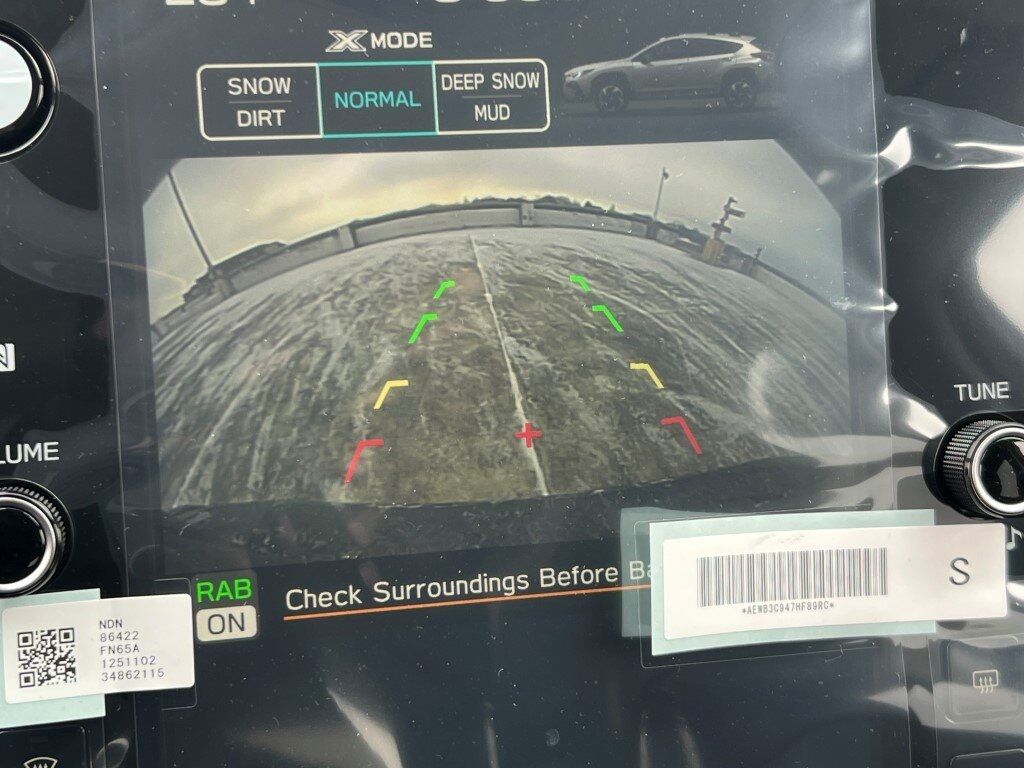 X MODE
SNOW
DIRT
NORMAL
DEEP SNOW
MUD
TUNE
LUME
RAB
ON
Check Surroundings Before Ba
*AEWB3C947HF89RC*
S
NDN
86422
FN65A
1251102
34862115